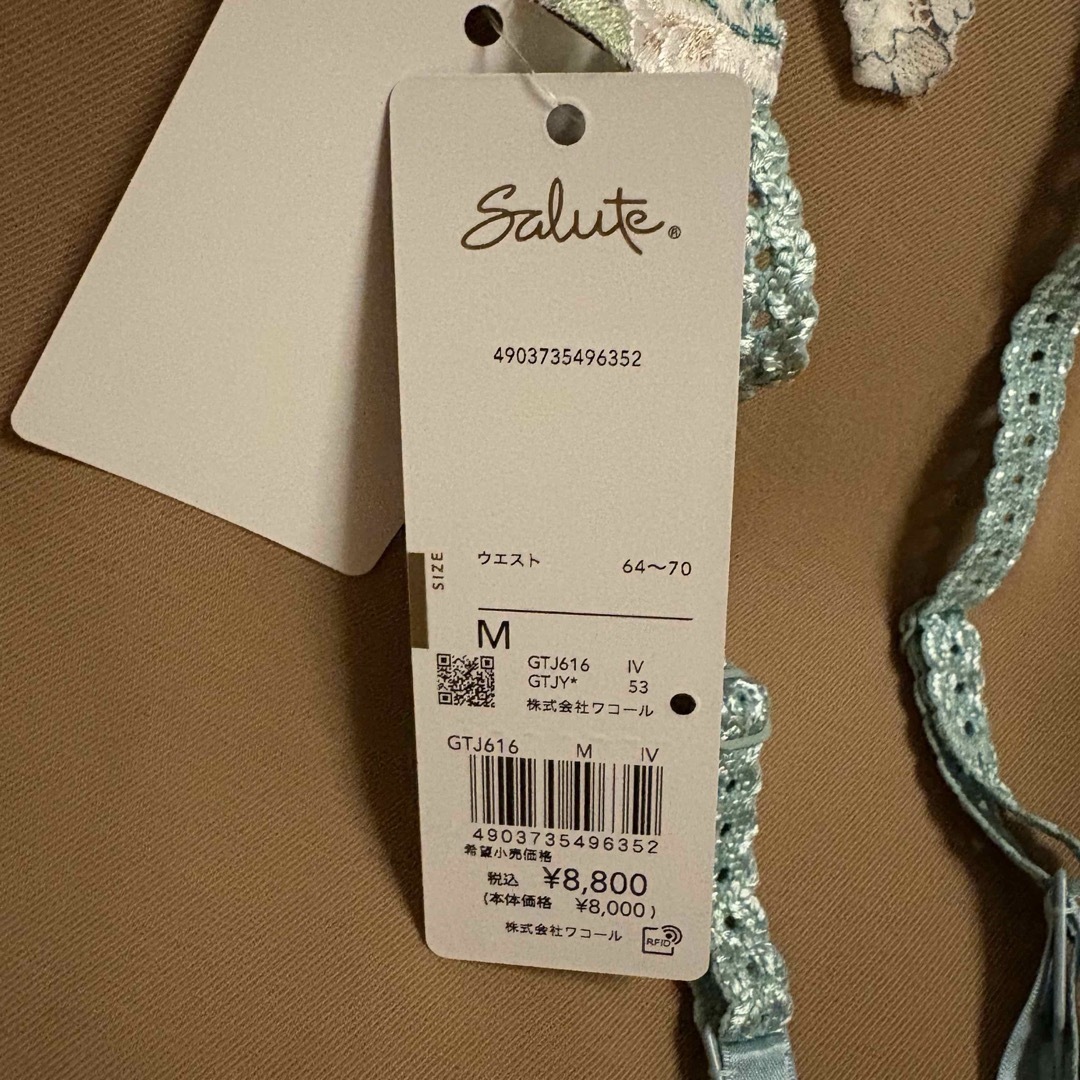 Salute®
4903735496352
SIZE
ウエスト 64～70
M
GTJ616 IV
GTJY* 53
株式会社ワコール
GTJ616 M IV
4903735496352
希望小売価格
税込 ¥8,800
(本体価格 ¥8,000)
株式会社ワコール
RFID